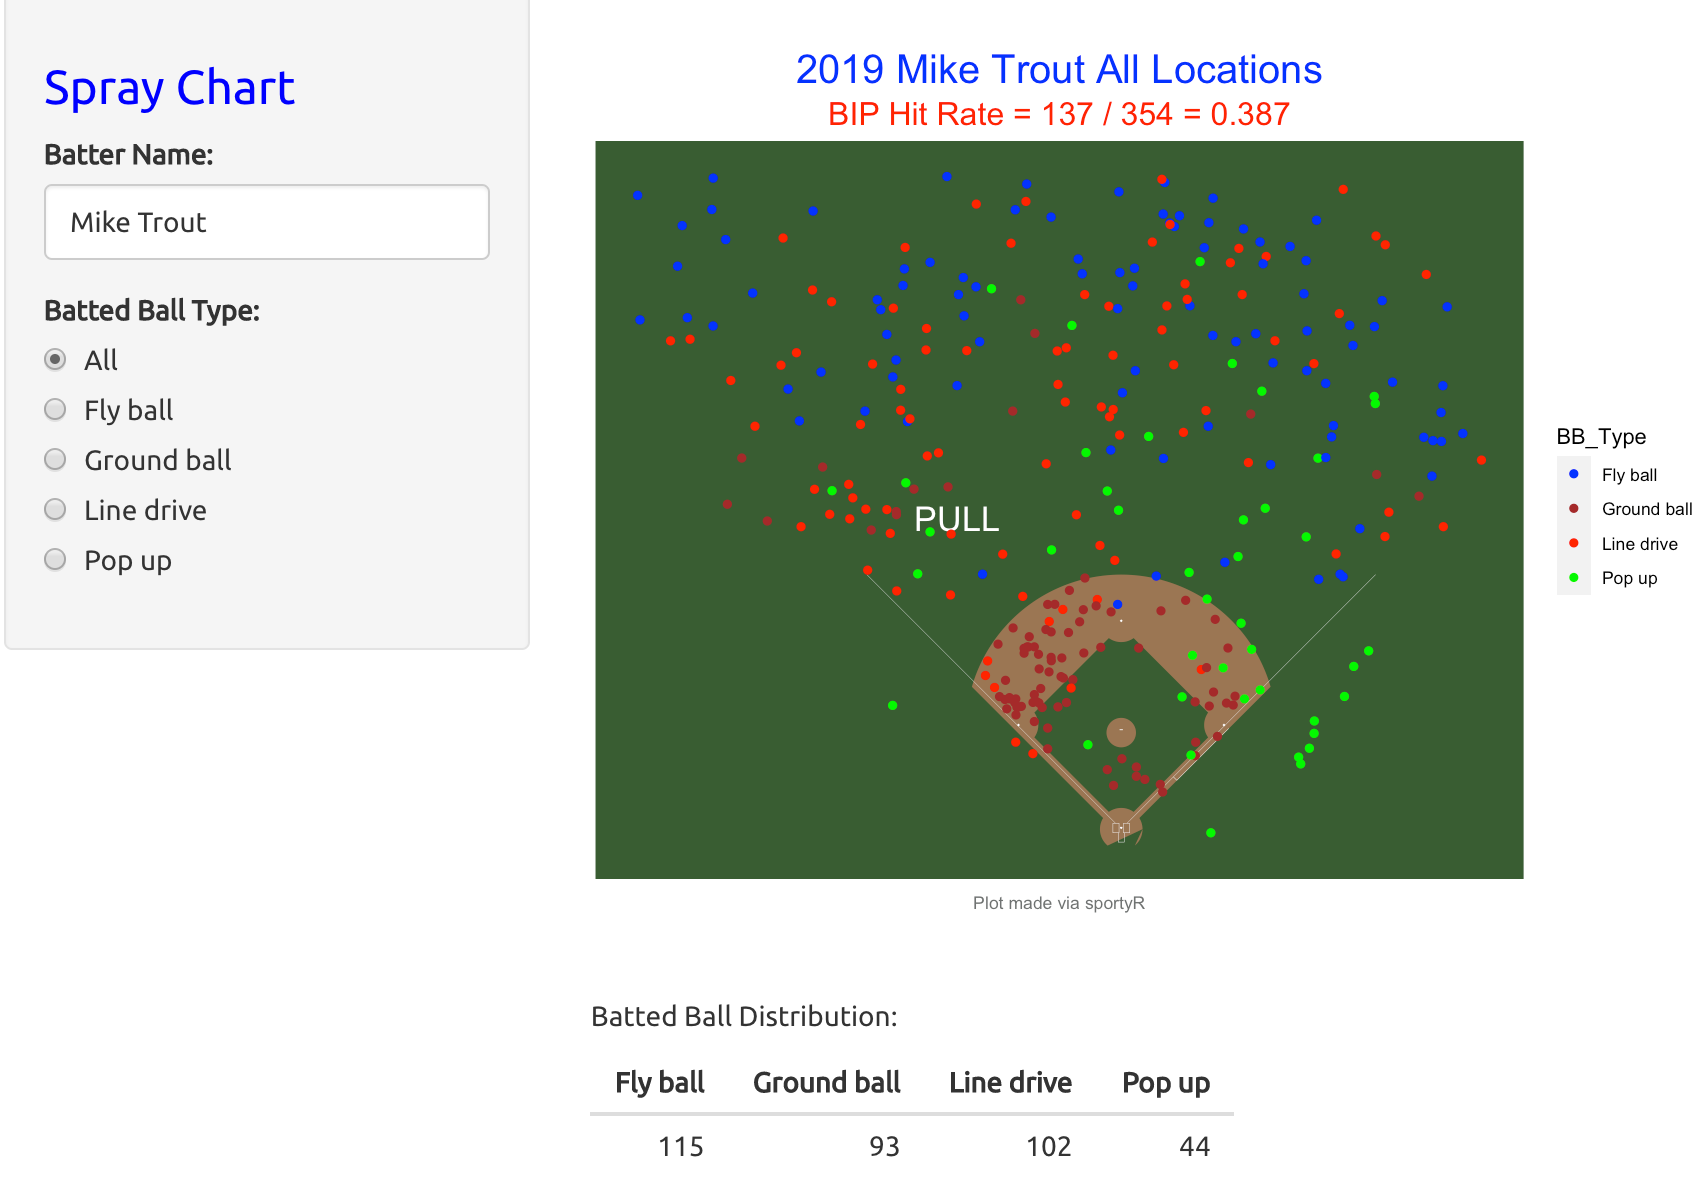 Spray Chart
Batter Name:
Mike Trout
Batted Ball Type:
All
Fly ball
Ground ball
Line drive
Pop up
2019 Mike Trout All Locations
BIP Hit Rate = 137 / 354 = 0.387
PULL
BB_Type
Fly ball
Ground ball
Line drive
Pop up
Plot made via sportyR
Batted Ball Distribution:
Fly ball Ground ball Line drive Pop up
115 93 102 44